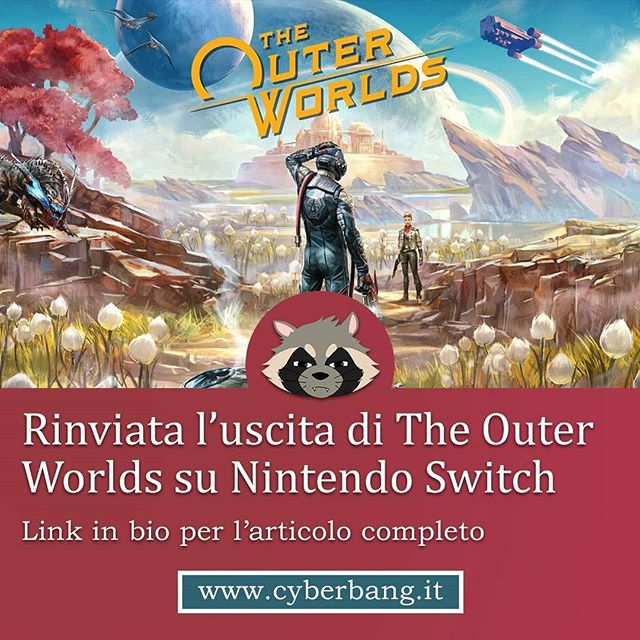 THE
OUTER
WORLDS
Rinviata l’uscita di The Outer
Worlds su Nintendo Switch
Link in bio per l’articolo completo
www.cyberbang.it